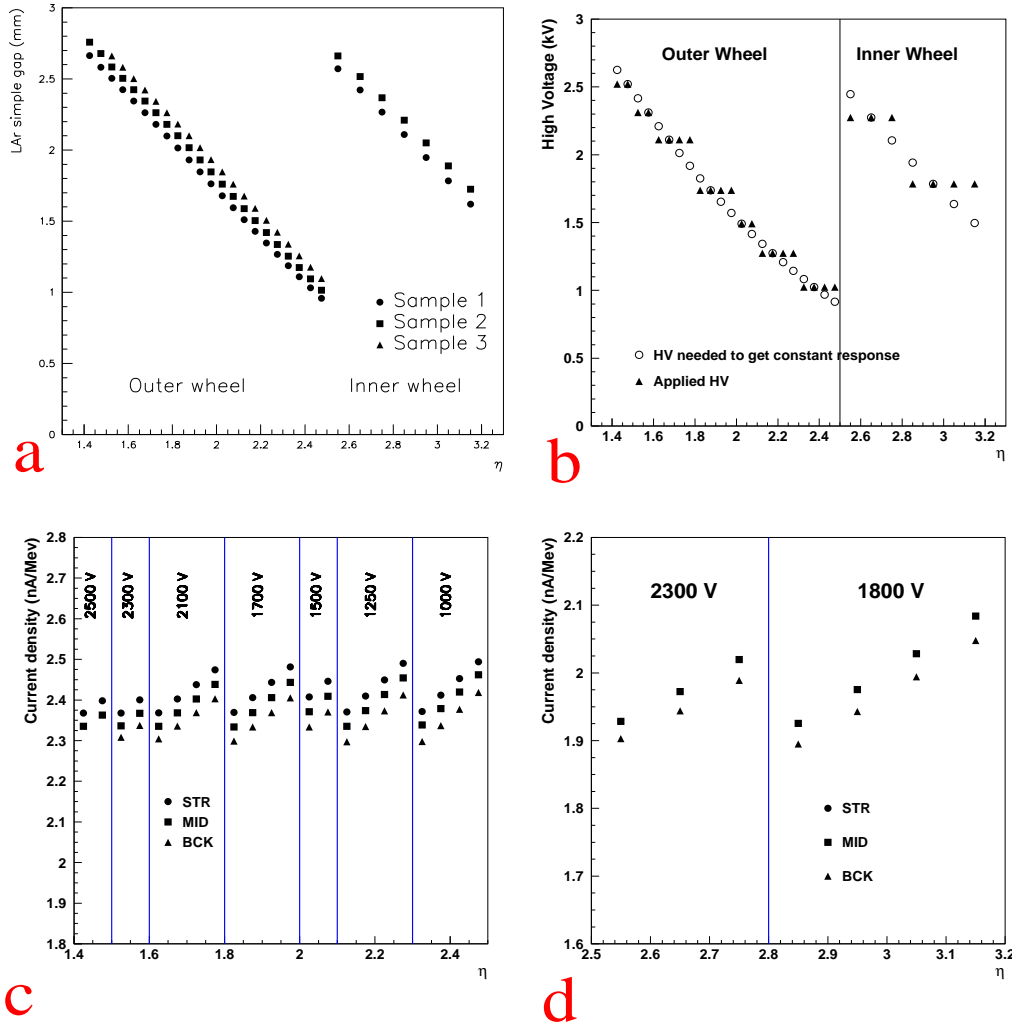 LAr simple gap (mm)
3
2.5
2
1.5
1
0.5
0
Sample 1
Sample 2
Sample 3
Outer wheel
Inner wheel
1.4
1.6
1.8
2
2.2
2.4
2.6
2.8
3
3.2
η
a
High Voltage (kV)
3
2.5
2
1.5
1
0.5
0
Outer Wheel
Inner Wheel
HV needed to get constant response
Applied HV
1.4
1.6
1.8
2
2.2
2.4
2.6
2.8
3
3.2
η
b
Current density (nA/Mev)
2.8
2.7
2.6
2.5
2.4
2.3
2.2
2.1
2
1.9
1.8
2500 V
2300 V
2100 V
1700 V
1500 V
1250 V
1000 V
STR
MID
BCK
1.4
1.6
1.8
2
2.2
2.4
η
c
Current density (nA/Mev)
2.2
2.1
2
1.9
1.8
1.7
1.6
2300 V
1800 V
STR
MID
BCK
2.5
2.6
2.7
2.8
2.9
3
3.1
3.2
η
d